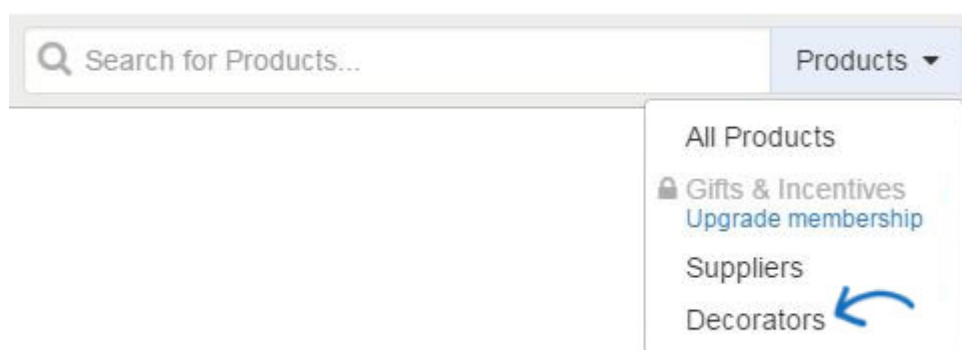 Search for Products... Products
All Products
Gifts & Incentives
Upgrade membership
Suppliers
Decorators